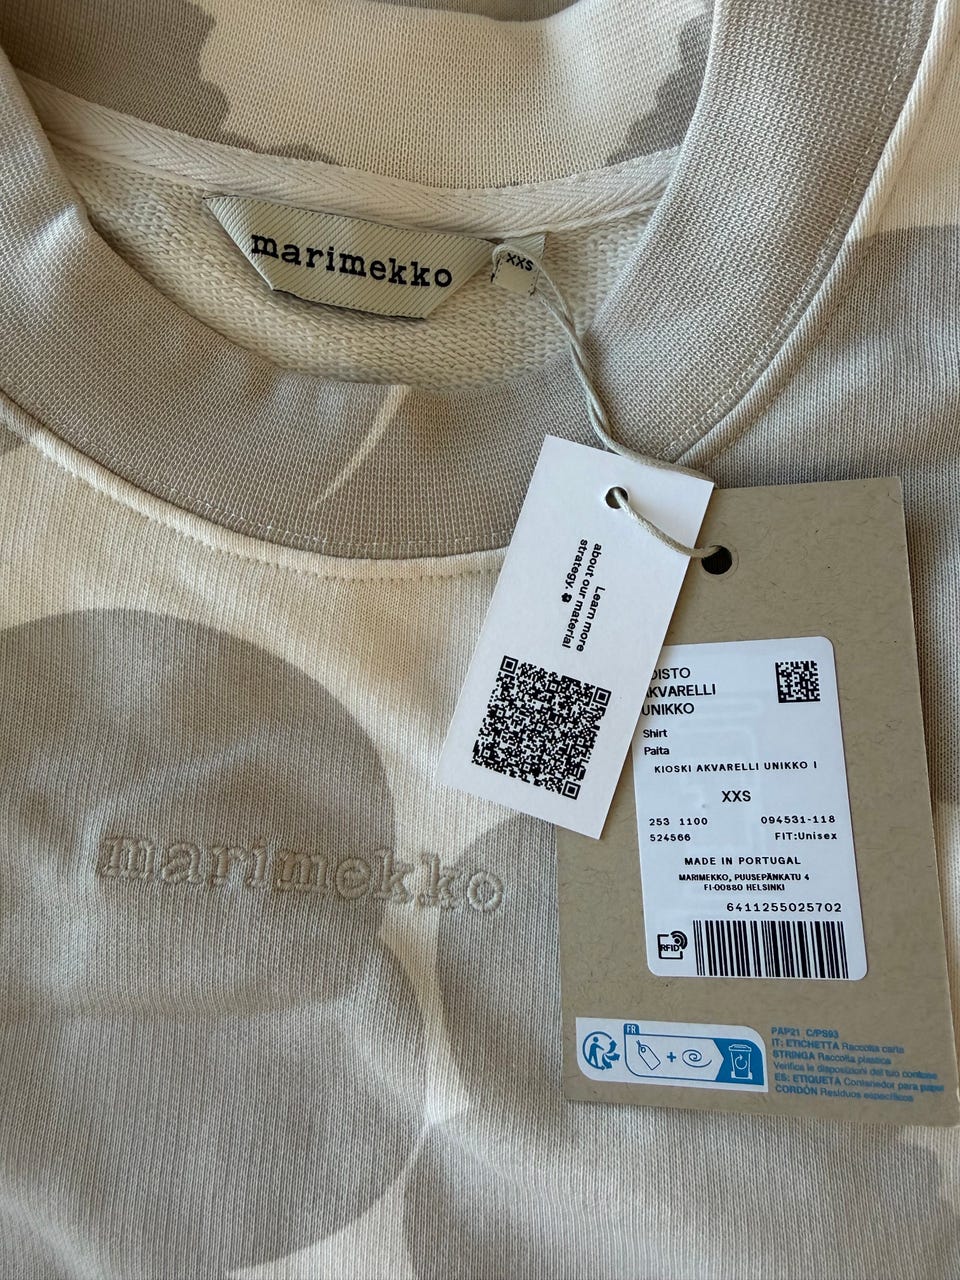 marimekko
XXS
Learn more
about our material
strategy.
AKVARELLI
UNIKKO
Shirt
Paita
KIOSKI AKVARELLI UNIKKO I
XXS
253 1100 094531-118
524566 FIT:Unisex
MADE IN PORTUGAL
MARIMEKKO, PUUSEPÄNKATU 4
FI-00880 HELSINKI
6411255025702
RFID
marimekko
FR
PAP21 C/PS93
IT: ETICHETTA Raccolta carta
STRINGA Raccolta plastica
Verifica le disposizioni del tuo comune
ES: ETIQUETA Contenedor para papel
CORDÓN Residuos específicos